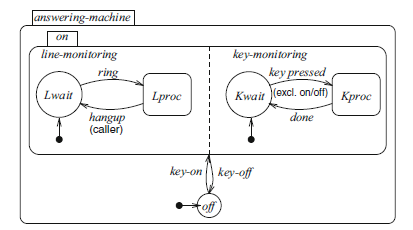 answering-machine
on
line-monitoring
key-monitoring
ring
key pressed
Lwait
Lproc
Kwait
(excl. on/off)
Kproc
hangup
(caller)
done
key-on
key-off
off